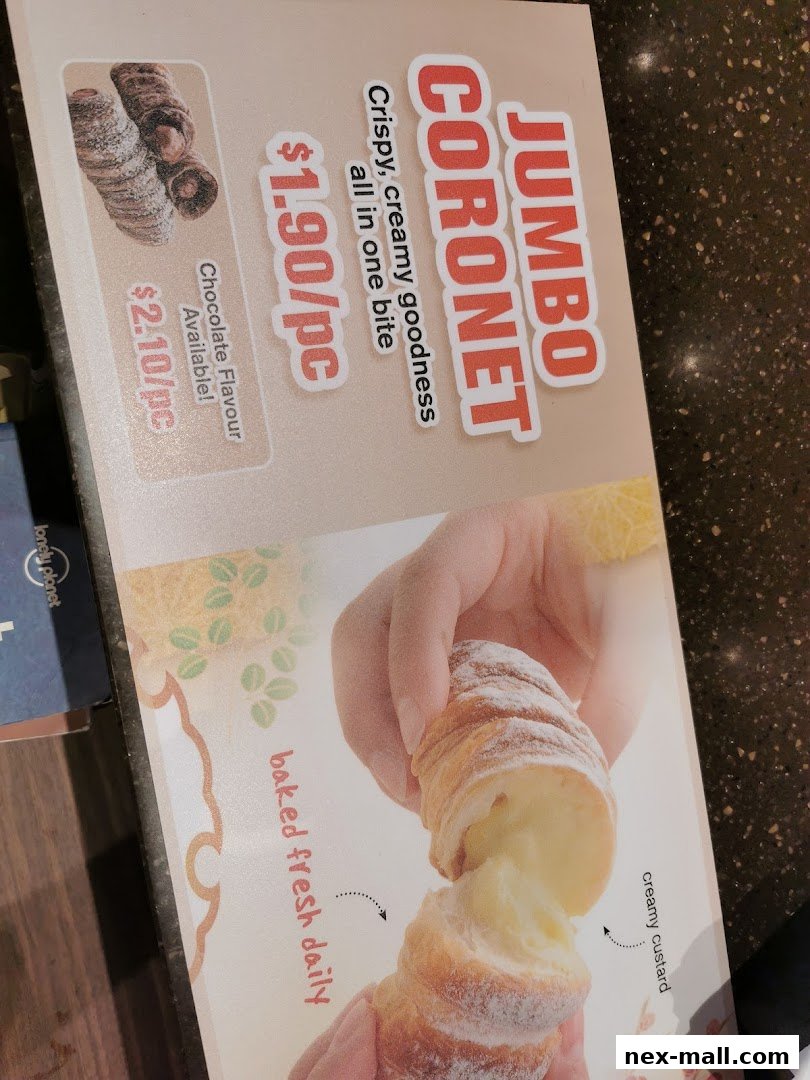 JUMBO
CORONET
Crispy, creamy goodness
all in one bite
$1.90/pc
Chocolate Flavour
Available!
$2.10/pc
creamy custard
baked fresh daily
lonely planet
nex-mall.com